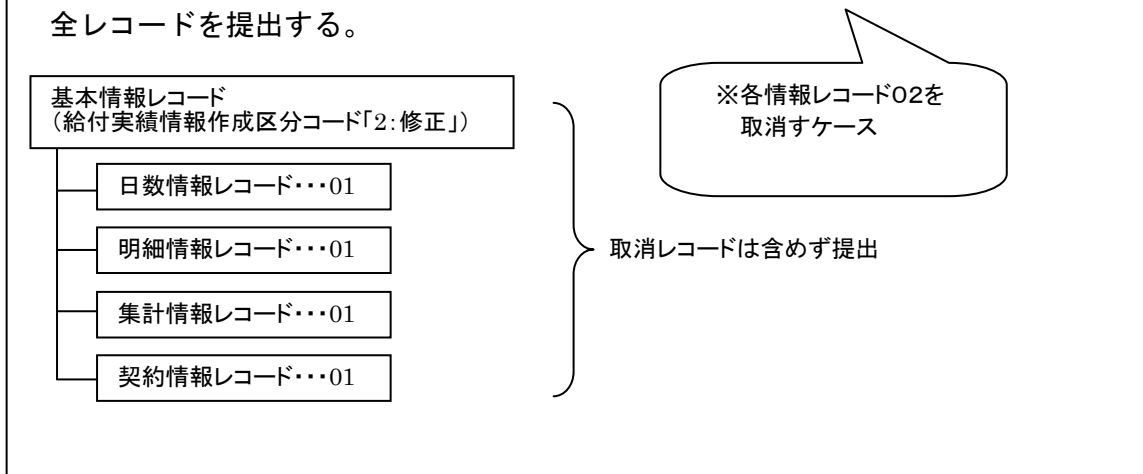 全レコードを提出する。
※各情報レコード02を
取消すケース
基本情報レコード
(給付実績情報作成区分コード「2:修正」)
日数情報レコード・・・01
明細情報レコード・・・01
取消レコードは含めず提出
集計情報レコード・・・01
契約情報レコード・・・01